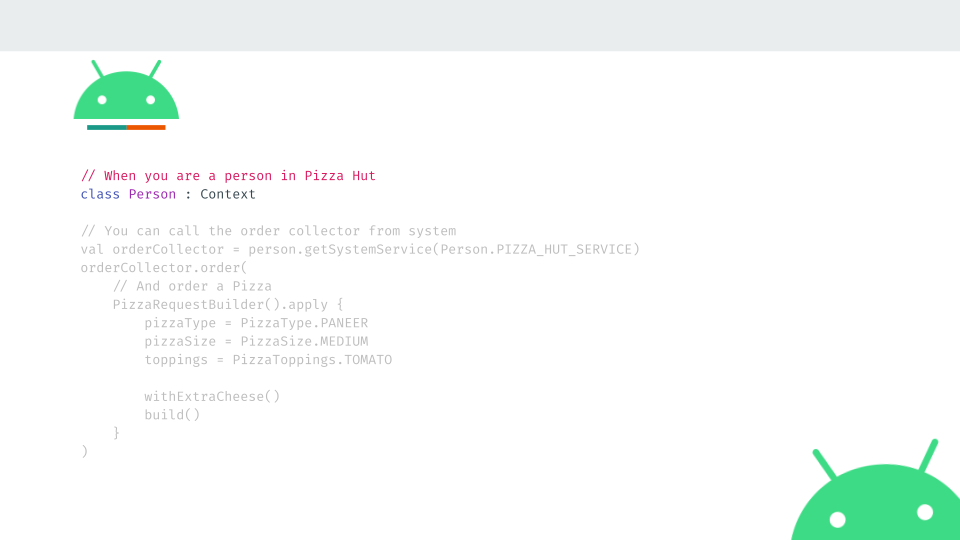 // When you are a person in Pizza Hut
class Person : Context
// You can call the order collector from system
val orderCollector = person.getSystemService(Person.PIZZA_HUT_SERVICE)
orderCollector.order(
// And order a Pizza
PizzaRequestBuilder().apply {
pizzaType = PizzaType.PANEER
pizzaSize = PizzaSize.MEDIUM
toppings = PizzaToppings.TOMATO
withExtraCheese()
build()
}
)